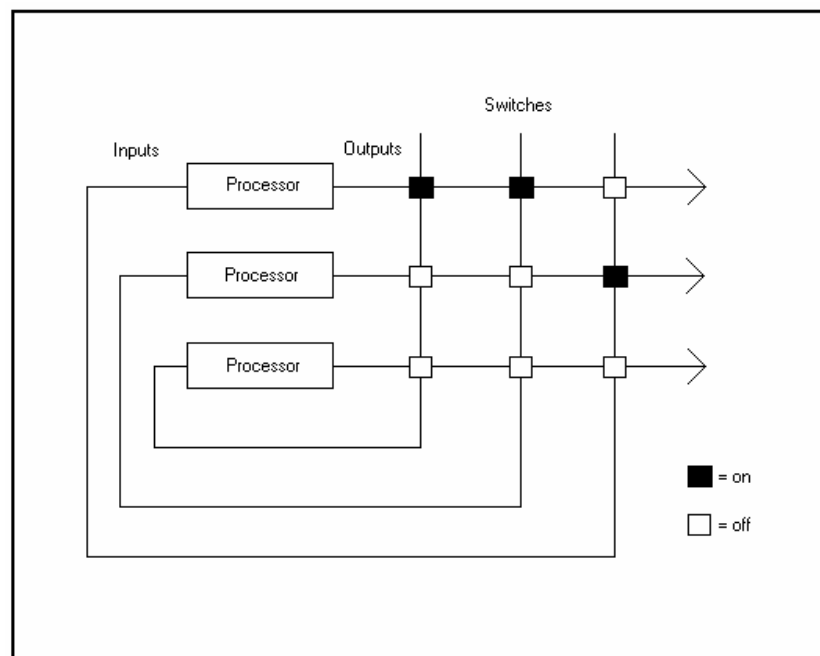 Switches
Inputs
Outputs
Processor
Processor
Processor
= on
= off